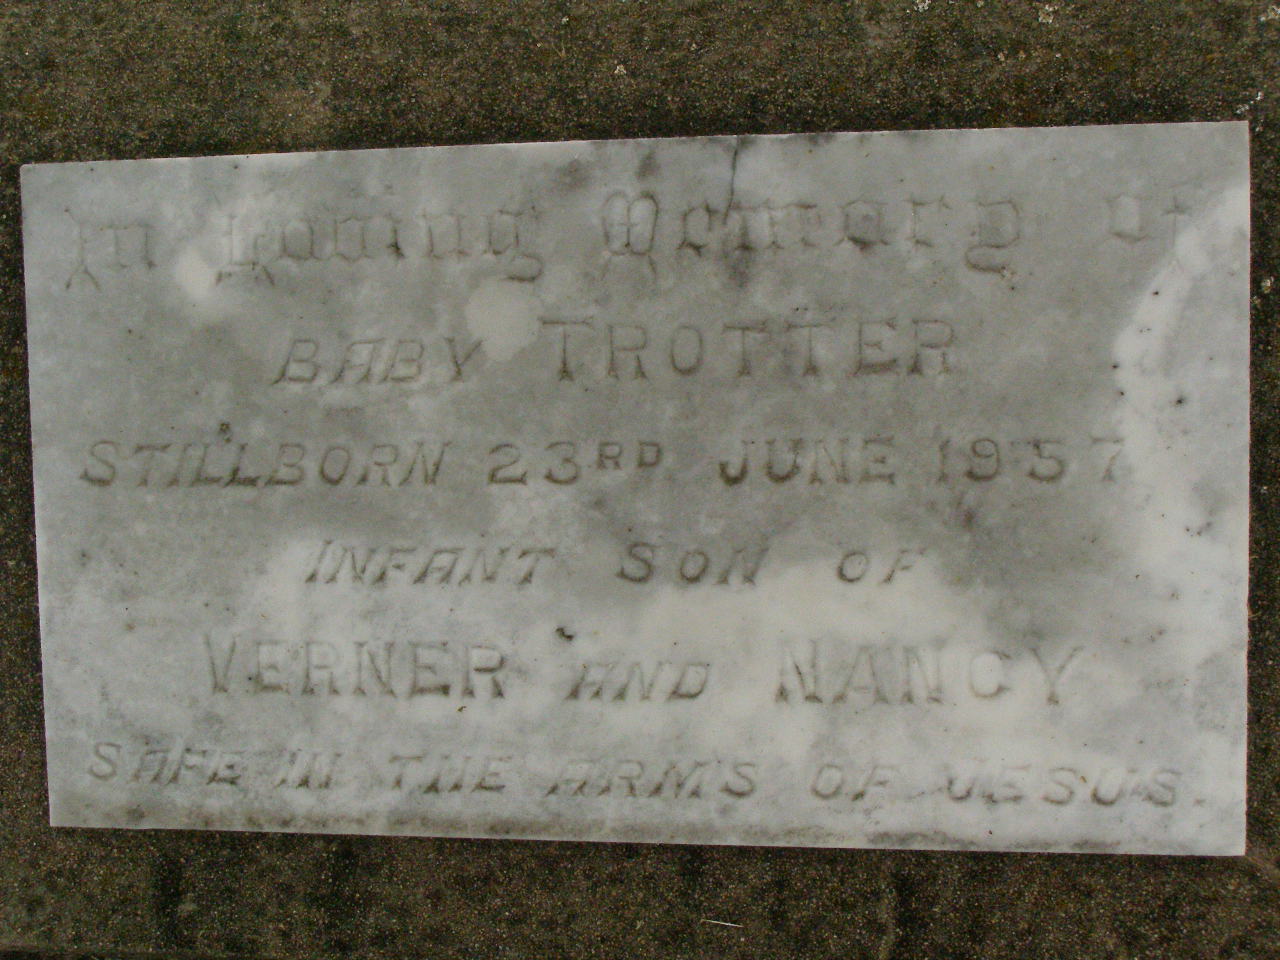 In Loving Memory of
BABY TROTTER
STILLBORN 23RD JUNE 1957
INFANT SON OF
VERNER AND NANCY
SAFE IN THE ARMS OF JESUS.